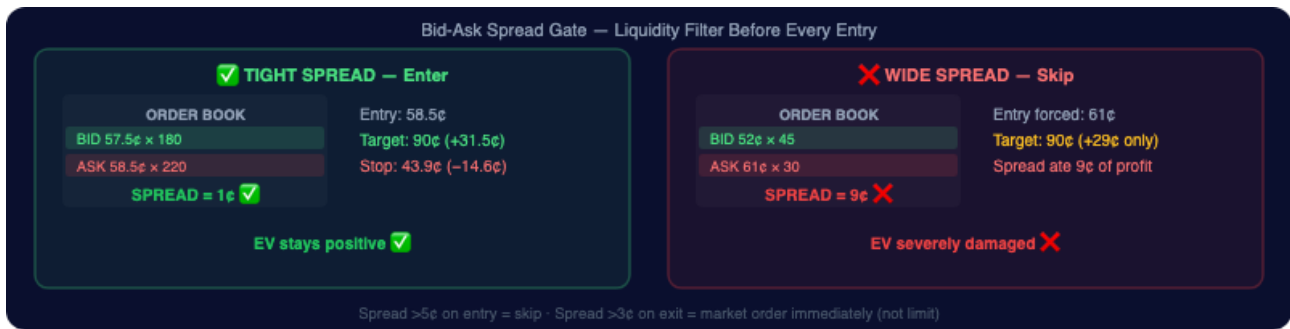 Bid-Ask Spread Gate — Liquidity Filter Before Every Entry
✅ TIGHT SPREAD — Enter
ORDER BOOK
BID 57.5¢ × 180
ASK 58.5¢ × 220
SPREAD = 1¢ ✅
Entry: 58.5¢
Target: 90¢ (+31.5¢)
Stop: 43.9¢ (−14.6¢)
EV stays positive ✅
❌ WIDE SPREAD — Skip
ORDER BOOK
BID 52¢ × 45
ASK 61¢ × 30
SPREAD = 9¢ ❌
Entry forced: 61¢
Target: 90¢ (+29¢ only)
Spread ate 9¢ of profit
EV severely damaged ❌
Spread >5¢ on entry = skip · Spread >3¢ on exit = market order immediately (not limit)